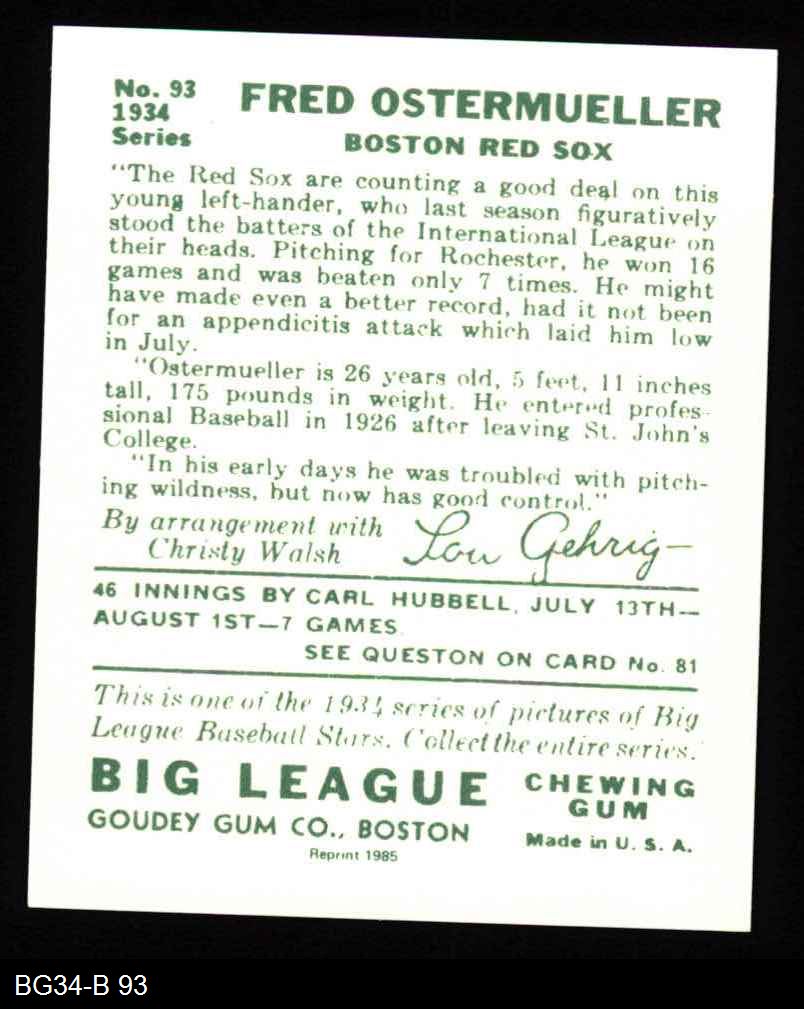 No. 93
1934
Series
FRED OSTERMUELLER
BOSTON RED SOX
"The Red Sox are counting a good deal on this
young left-hander, who last season figuratively
stood the batters of the International League on
their heads. Pitching for Rochester, he won 16
games and was beaten only 7 times. He might
have made even a better record, had it not been
for an appendicitis attack which laid him low
in July.
"Ostermueller is 26 years old, 5 feet, 11 inches
tall, 175 pounds in weight. He entered profes-
sional Baseball in 1926 after leaving St. John's
College.
"In his early days he was troubled with pitch-
ing wildness, but now has good control."
By arrangement with
Christy Walsh
Lou Gehrig—
46 INNINGS BY CARL HUBBELL, JULY 13TH—
AUGUST 1ST—7 GAMES.
SEE QUESTON ON CARD No. 81
This is one of the 1934 series of pictures of Big
League Baseball Stars. Collect the entire series.
BIG LEAGUE
CHEWING
GUM
GOUDEY GUM CO., BOSTON
Made in U. S. A.
Reprint 1985
BG34-B 93